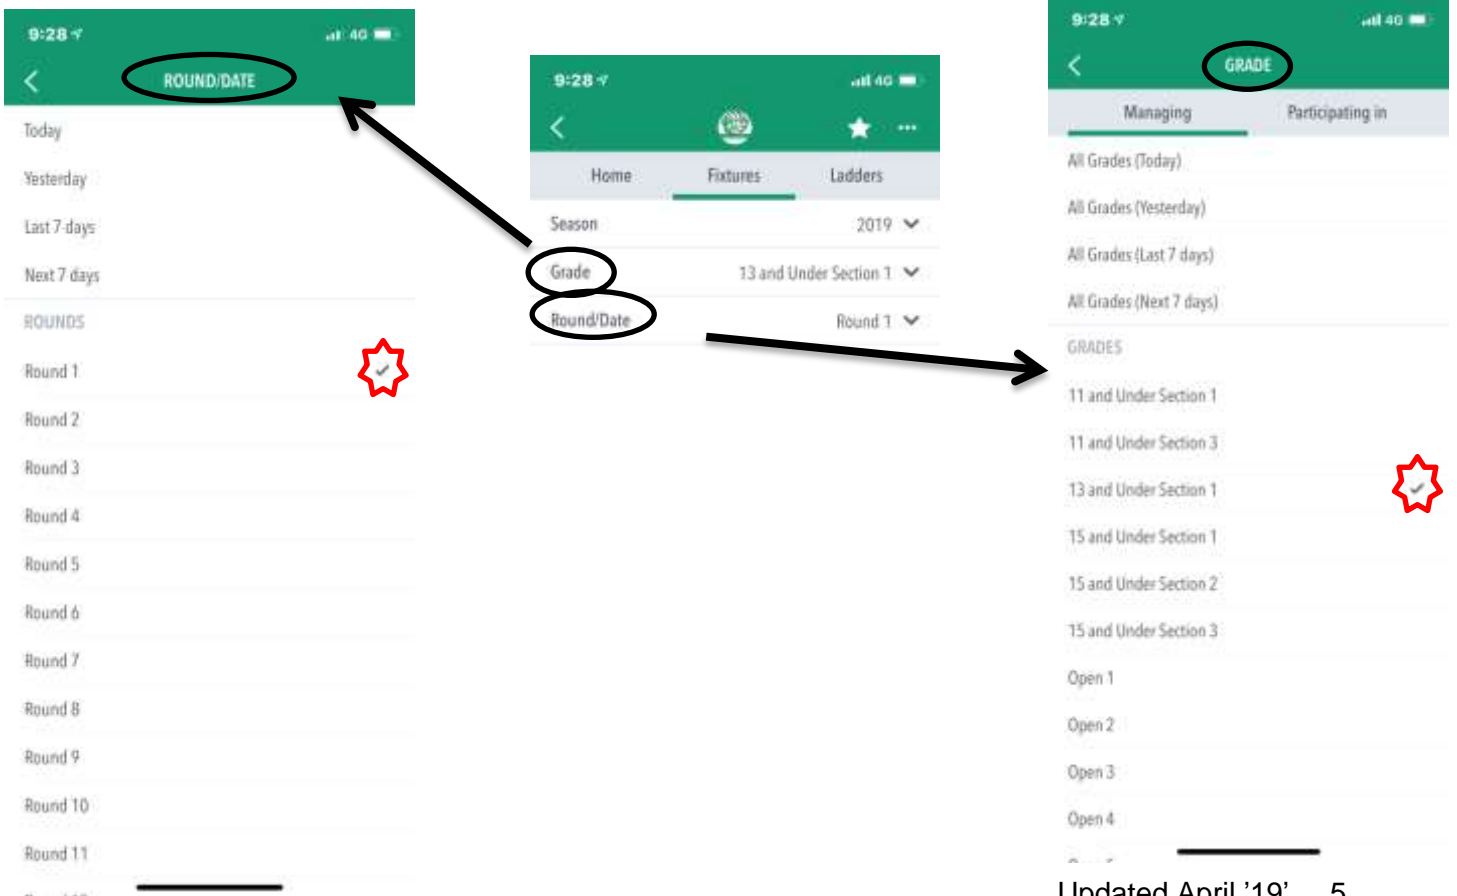 9:28
4G
ROUND/DATE
Today
Yesterday
Last 7 days
Next 7 days
ROUNDS
Round 1
Round 2
Round 3
Round 4
Round 5
Round 6
Round 7
Round 8
Round 9
Round 10
Round 11
9:28
4G
Home Fixtures Ladders
Season 2019
Grade 13 and Under Section 1
Round/Date Round 1
9:28
4G
GRADE
Managing Participating in
All Grades (Today)
All Grades (Yesterday)
All Grades (Last 7 days)
All Grades (Next 7 days)
GRADES
11 and Under Section 1
11 and Under Section 3
13 and Under Section 1
15 and Under Section 1
15 and Under Section 2
15 and Under Section 3
Open 1
Open 2
Open 3
Open 4
Updated April '19' 5